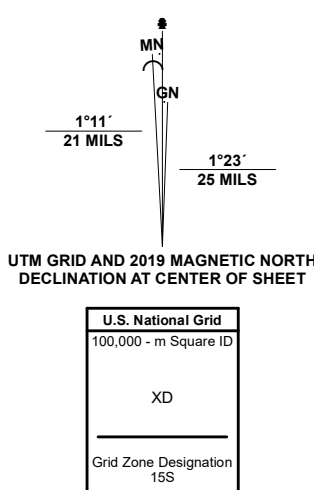 MN
GN
1°11´
21 MILS
1°23´
25 MILS
UTM GRID AND 2019 MAGNETIC NORTH
DECLINATION AT CENTER OF SHEET
U.S. National Grid
100,000 - m Square ID
XD
Grid Zone Designation
15S